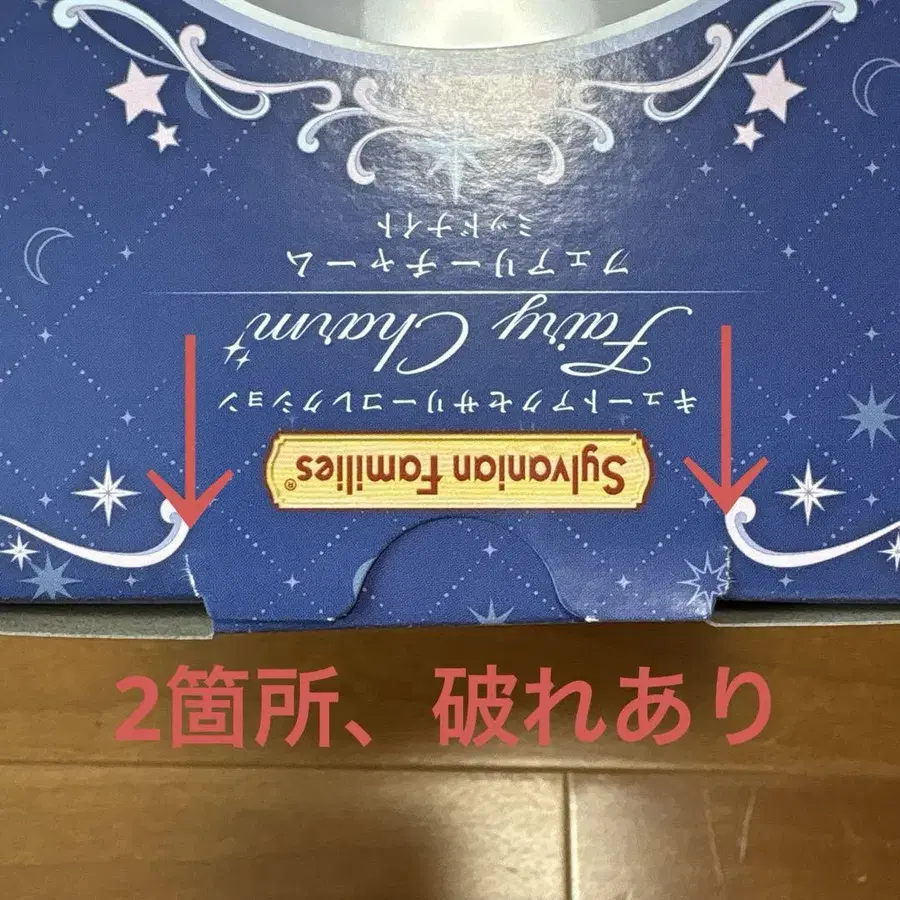 Sylvanian Families®
キュートアクセサリーコレクション
Fairy Charm
フェアリーチャーム
ミッドナイト
2箇所、破れあり